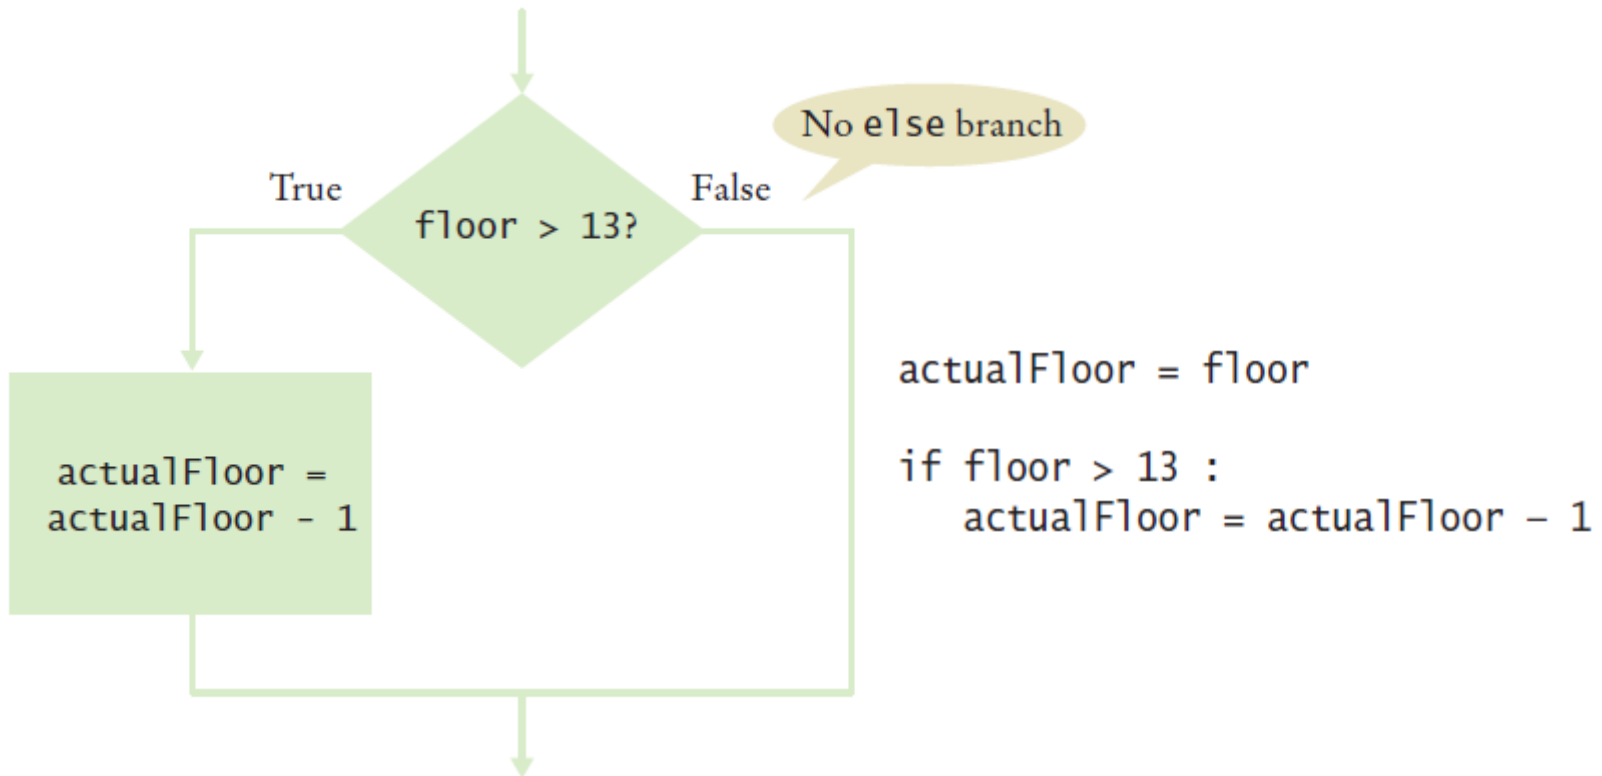 No else branch
True
False
floor > 13?
actualFloor =
actualFloor - 1
actualFloor = floor
if floor > 13 :
actualFloor = actualFloor – 1